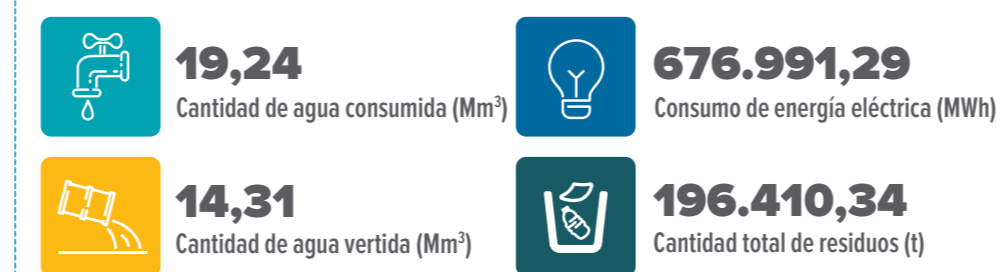 19,24
Cantidad de agua consumida (Mm³)
676.991,29
Consumo de energía eléctrica (MWh)
14,31
Cantidad de agua vertida (Mm³)
196.410,34
Cantidad total de residuos (t)